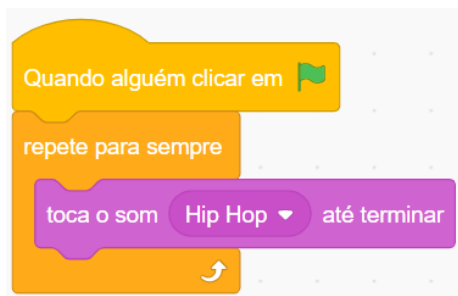 Quando alguém clicar em
repete para sempre
toca o som Hip Hop até terminar